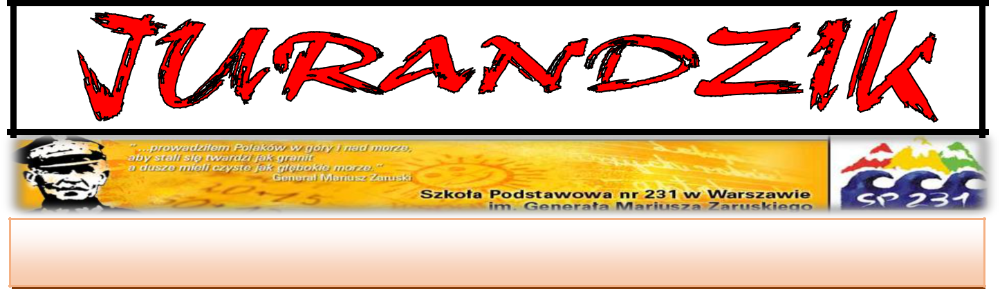 JURANDZIK
“ ...prowadziłem Polaków w góry i nad morze,
aby stali się twardzi jak granit
a dusze mieli czyste jak głębokie morze.“
Generał Mariusz Zaruski
Szkoła Podstawowa nr 231 w Warszawie
im. Generała Mariusza Zaruskiego
SP 231